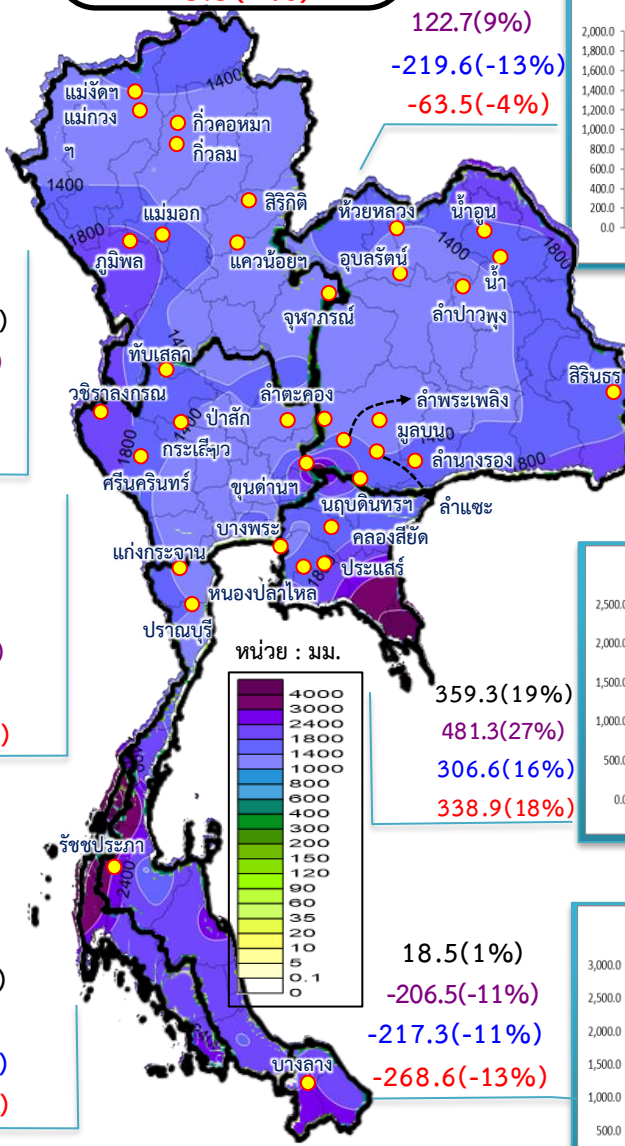 122.7(9%)
-219.6(-13%)
-63.5(-4%)
2,000.0
1,800.0
1,600.0
1,400.0
1,200.0
1,000.0
800.0
600.0
400.0
200.0
0.0
1400
แม่งัดฯ
แม่กวง
ฯ
กิ่วคอหมา
กิ่วลม
1400
สิริกิติ
แม่มอก
1800
ภูมิพล
แควน้อยฯ
ห้วยหลวง
น้ำอูน
1400
1800
อุบลรัตน์
น้ำ
ลำปาวพุง
จุฬาภรณ์
ทับเสลา
สิรินธร
วชิราลงกรณ
ลำตะคอง
ลำพระเพลิง
ป่าสัก
1400
มูลบน
1800
กระเสียว
1400
ลำนางรอง
800
ศรีนครินทร์
ขุนด่านฯ
ลำแซะ
นฤบดินทรฯ
บางพระ
คลองสียัด
แก่งกระจาน
ประแสร์
หนองปลาไหล
ปราณบุรี
หน่วย : มม.
4000
3000
2400
1800
1400
1000
800
600
400
300
200
150
120
90
60
35
20
10
5
0.1
0
359.3(19%)
481.3(27%)
306.6(16%)
338.9(18%)
2,500.0
2,000.0
1,500.0
1,000.0
500.0
0.0
รัชชประภา
2400
18.5(1%)
-206.5(-11%)
-217.3(-11%)
-268.6(-13%)
บางลาง
3,000.0
2,500.0
2,000.0
1,500.0
1,000.0
500.0